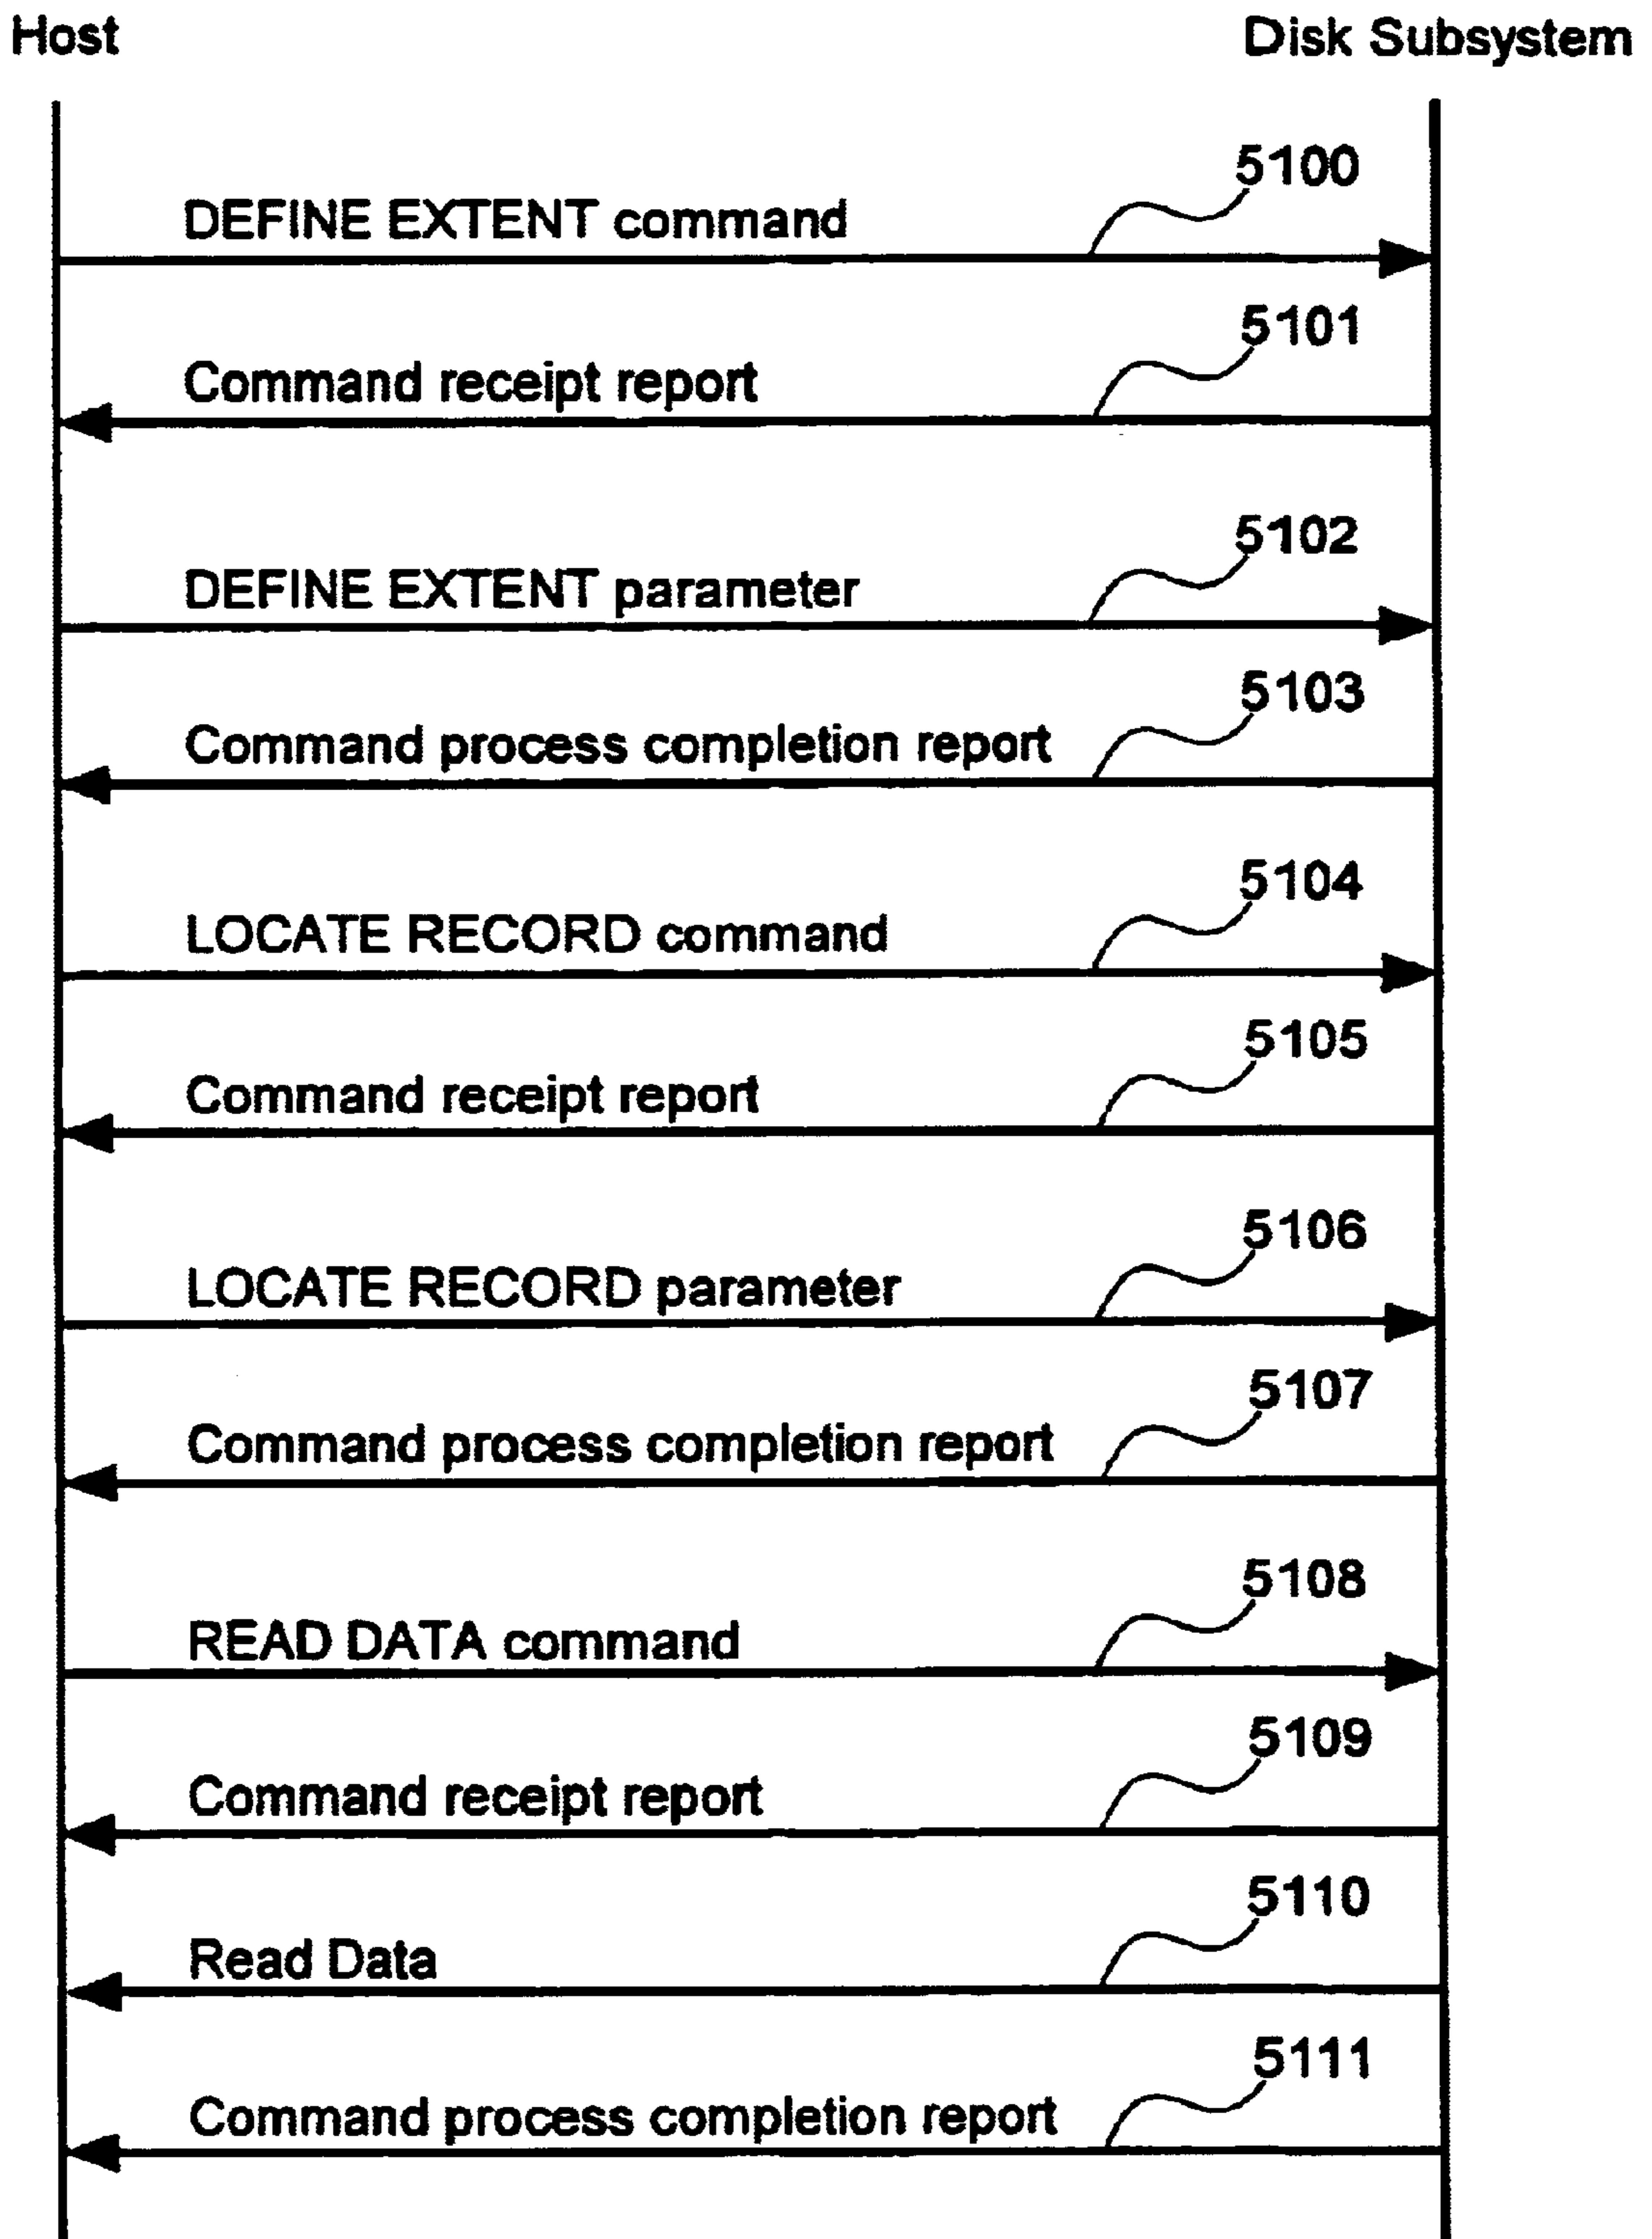 Host Disk Subsystem
5100
DEFINE EXTENT command
5101
Command receipt report
5102
DEFINE EXTENT parameter
5103
Command process completion report
5104
LOCATE RECORD command
5105
Command receipt report
5106
LOCATE RECORD parameter
5107
Command process completion report
5108
READ DATA command
5109
Command receipt report
5110
Read Data
5111
Command process completion report